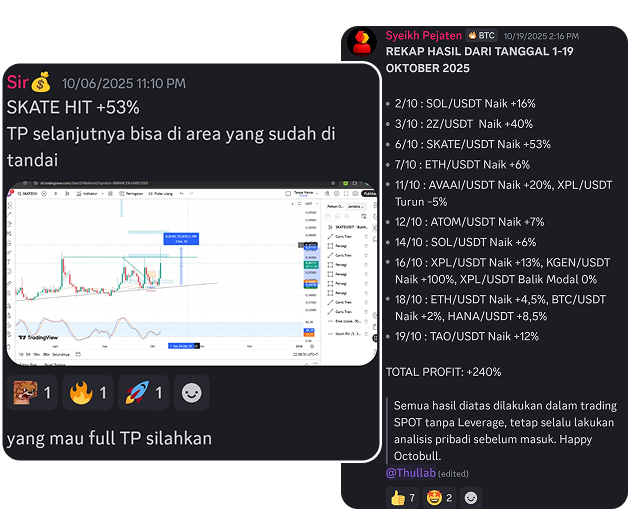 Sir💰 10/06/2025 11:10 PM
SKATE HIT +53%
TP selanjutnya bisa di area yang sudah di
tandai
Indikator
Peringatan
Putar ulang
TradingView
🔥 1
🚀 1
1
yang mau full TP silahkan
Syeikh Pejaten 🔥 BTC 10/19/2025 2:16 PM
REKAP HASIL DARI TANGGAL 1-19
OKTOBER 2025
• 2/10 : SOL/USDT Naik +16%
• 3/10 : 2Z/USDT Naik +40%
• 6/10 : SKATE/USDT Naik +53%
• 7/10 : ETH/USDT Naik +6%
• 11/10 : AVAAI/USDT Naik +20%, XPL/USDT
Turun -5%
• 12/10 : ATOM/USDT Naik +7%
• 14/10 : SOL/USDT Naik +6%
• 16/10 : XPL/USDT Naik +13%, KGEN/USDT
Naik +100%, XPL/USDT Balik Modal 0%
• 18/10 : ETH/USDT Naik +4,5%, BTC/USDT
Naik +2%, HANA/USDT +8,5%
• 19/10 : TAO/USDT Naik +12%
TOTAL PROFIT: +240%
Semua hasil diatas dilakukan dalam trading
SPOT tanpa Leverage, tetap selalu lakukan
analisis pribadi sebelum masuk. Happy
Octobull.
@Thullab (edited)
👍 7 🤩 2